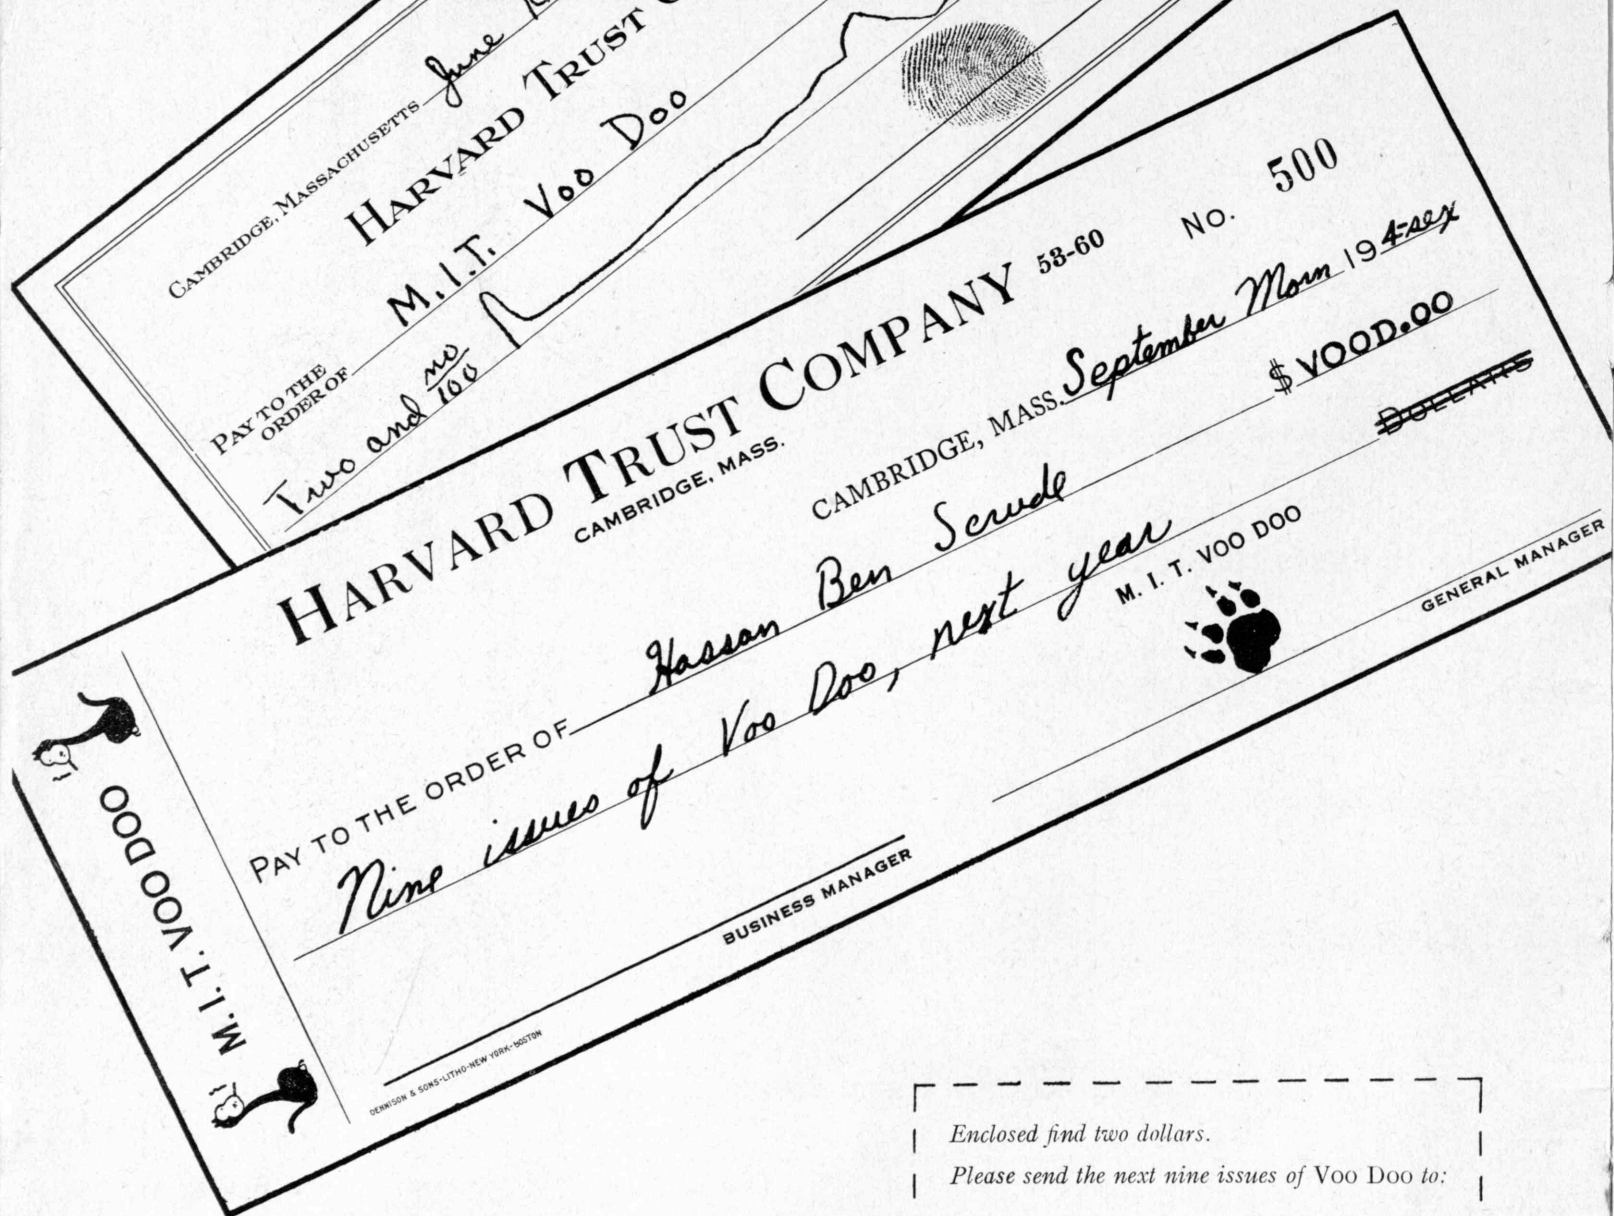 CAMBRIDGE, MASSACHUSETTS June
HARVARD TRUST
PAY TO THE
ORDER OF M.I.T. Voo Doo
Two and no/100
HARVARD TRUST COMPANY 53-60
CAMBRIDGE, MASS.
No. 500
CAMBRIDGE, MASS. September Morn 194-sex
PAY TO THE ORDER OF Hassan Ben Scrude $VOOD.OO
Nine issues of Voo Doo, next year DOLLARS
M. I. T. VOO DOO
GENERAL MANAGER
BUSINESS MANAGER
DENNISON & SONS-LITHO-NEW YORK-BOSTON
M. I. T. VOO DOO
Enclosed find two dollars.
Please send the next nine issues of Voo Doo to: